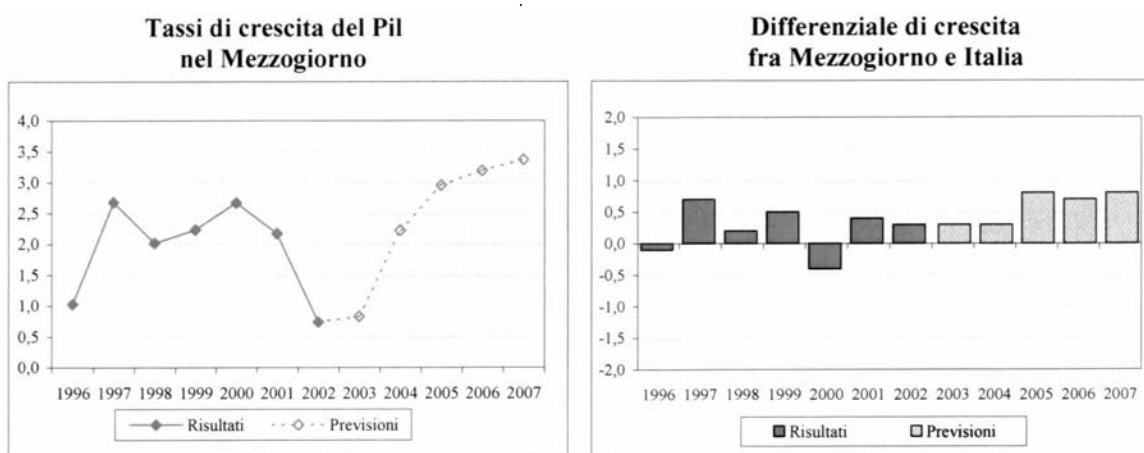 Tassi di crescita del Pil
nel Mezzogiorno
4,0
3,5
3,0
2,5
2,0
1,5
1,0
0,5
0,0
1996 1997 1998 1999 2000 2001 2002 2003 2004 2005 2006 2007
Risultati Previsioni
Differenziale di crescita
fra Mezzogiorno e Italia
2,0
1,5
1,0
0,5
0,0
-0,5
-1,0
-1,5
-2,0
1996 1997 1998 1999 2000 2001 2002 2003 2004 2005 2006 2007
Risultati Previsioni